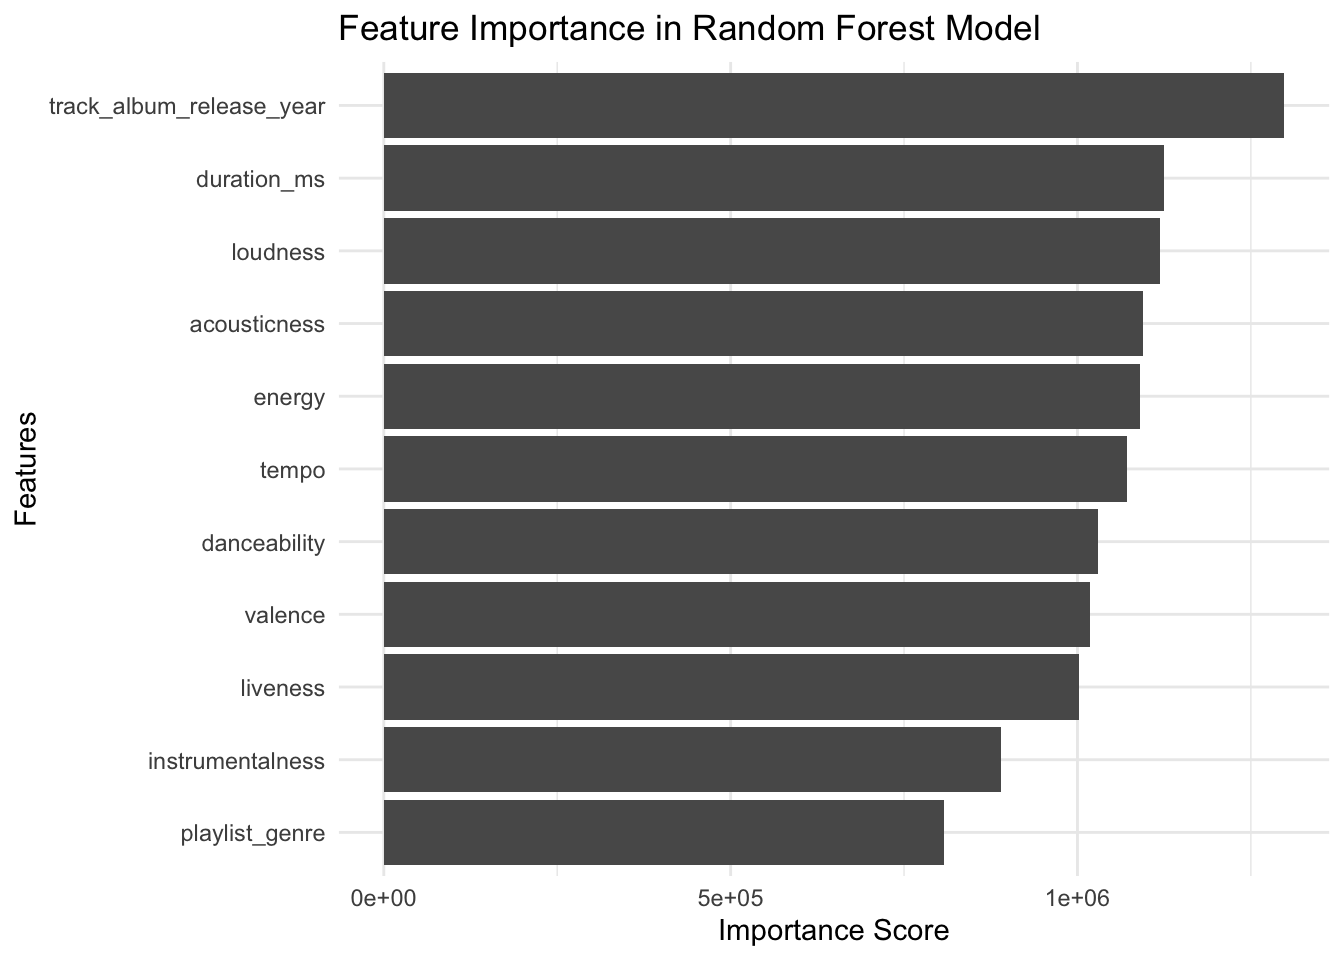 Feature Importance in Random Forest Model
track_album_release_year
duration_ms
loudness
acousticness
energy
tempo
danceability
valence
liveness
instrumentalness
playlist_genre
Features
0e+00 5e+05 1e+06
Importance Score